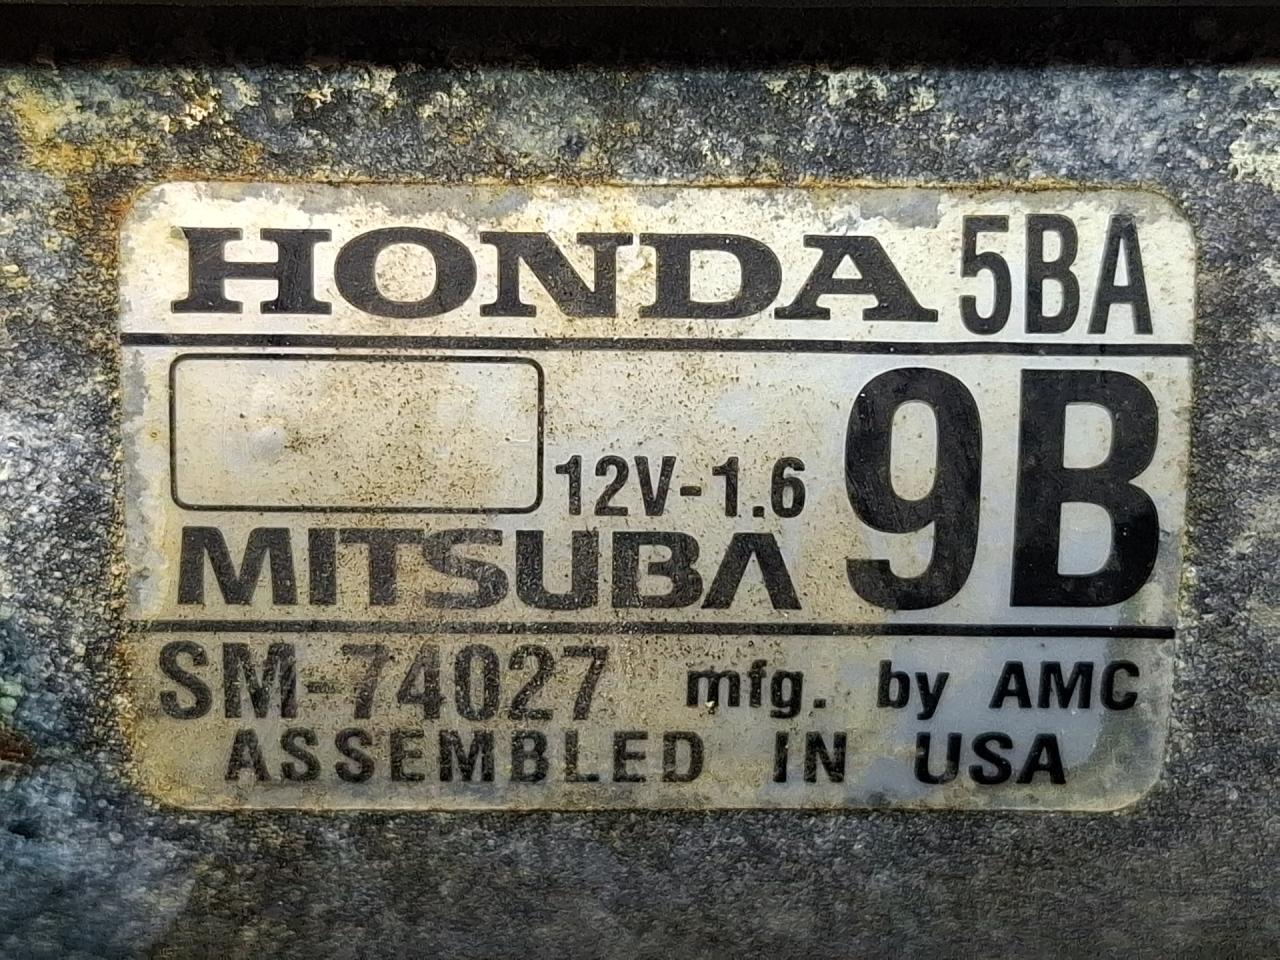 HONDA 5BA
12V-1.6 9B
MITSUBA
SM-74027 mfg. by AMC
ASSEMBLED IN USA